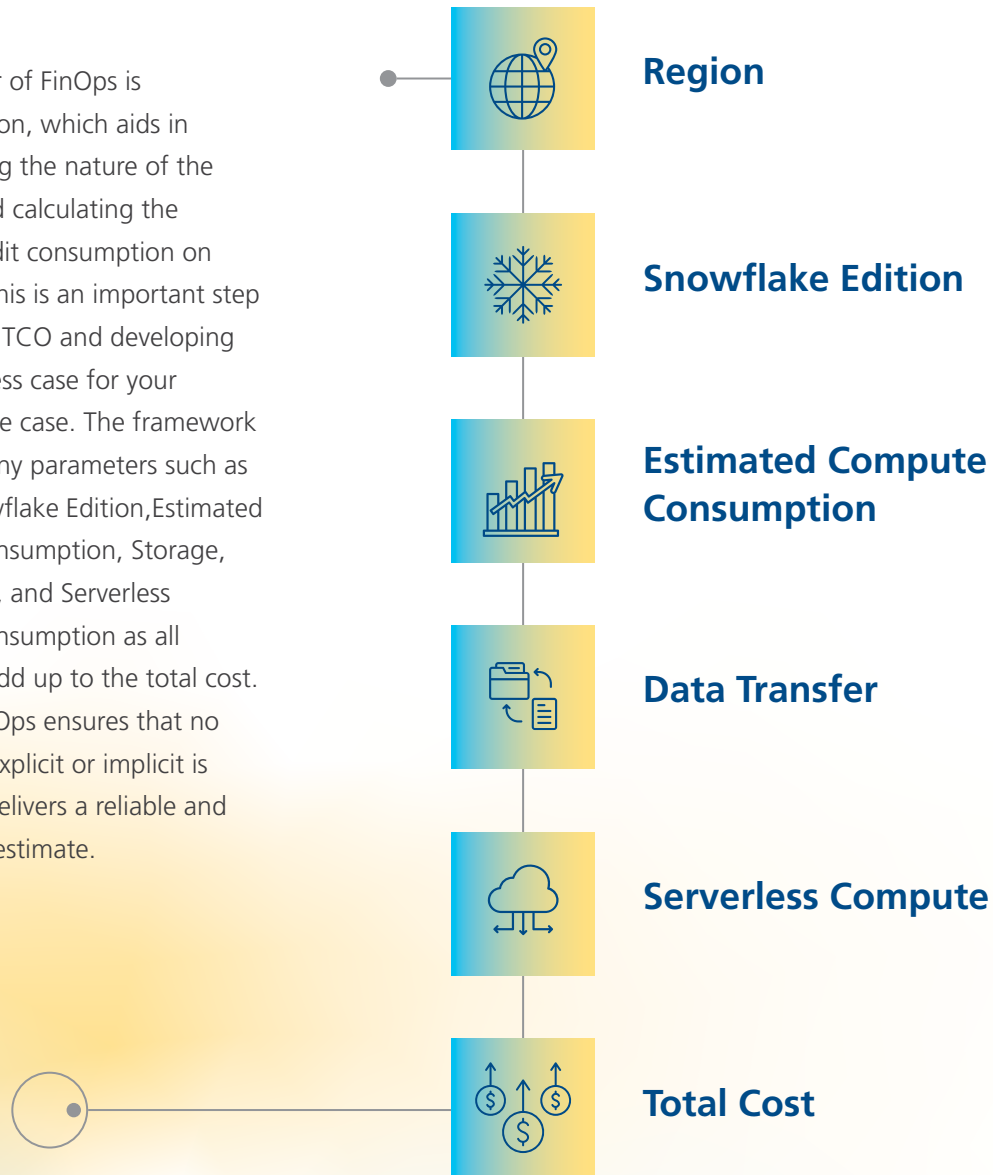 r of FinOps is
on, which aids in
g the nature of the
d calculating the
dit consumption on
his is an important step
TCO and developing
ess case for your
e case. The framework
ny parameters such as
wflake Edition,Estimated
nsumption, Storage,
, and Serverless
nsumption as all
dd up to the total cost.
Ops ensures that no
xplicit or implicit is
elivers a reliable and
estimate.
Region
Snowflake Edition
Estimated Compute
Consumption
Data Transfer
Serverless Compute
Total Cost